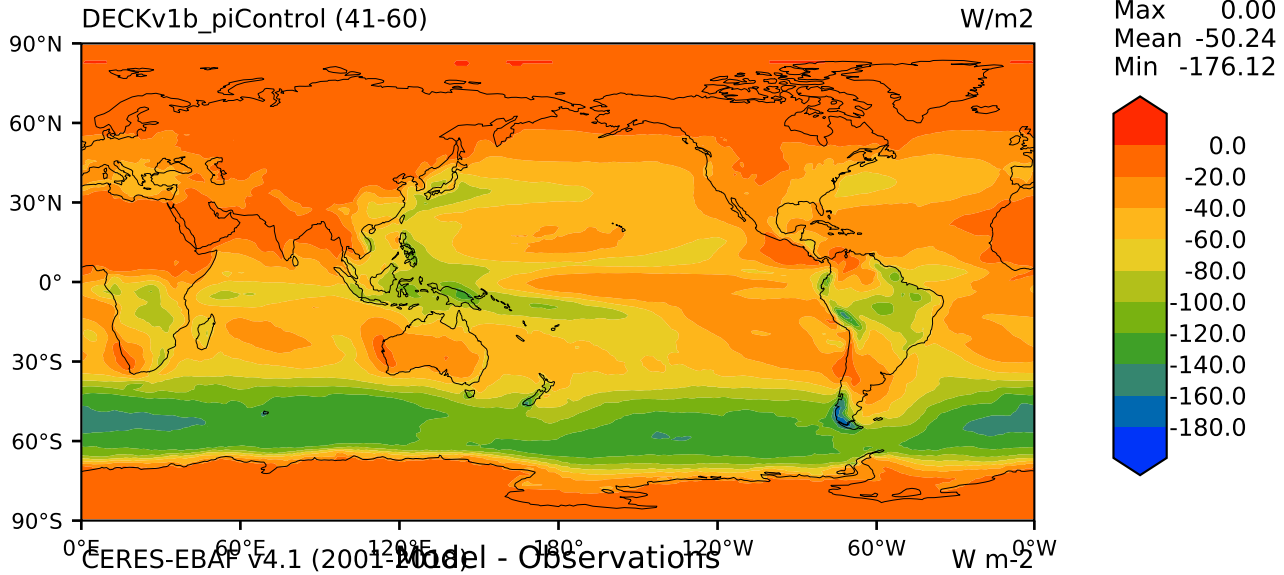 DECKv1b_piControl (41-60) W/m2
Max 0.00
Mean -50.24
Min -176.12
90°N
60°N
30°N
0°
30°S
60°S
90°S
0.0
-20.0
-40.0
-60.0
-80.0
-100.0
-120.0
-140.0
-160.0
-180.0
0°E 60°E 120°E 180° 120°W 60°W 0°W
CERES-EBAF v4.1 (2001-2018) Model - Observations W m-2